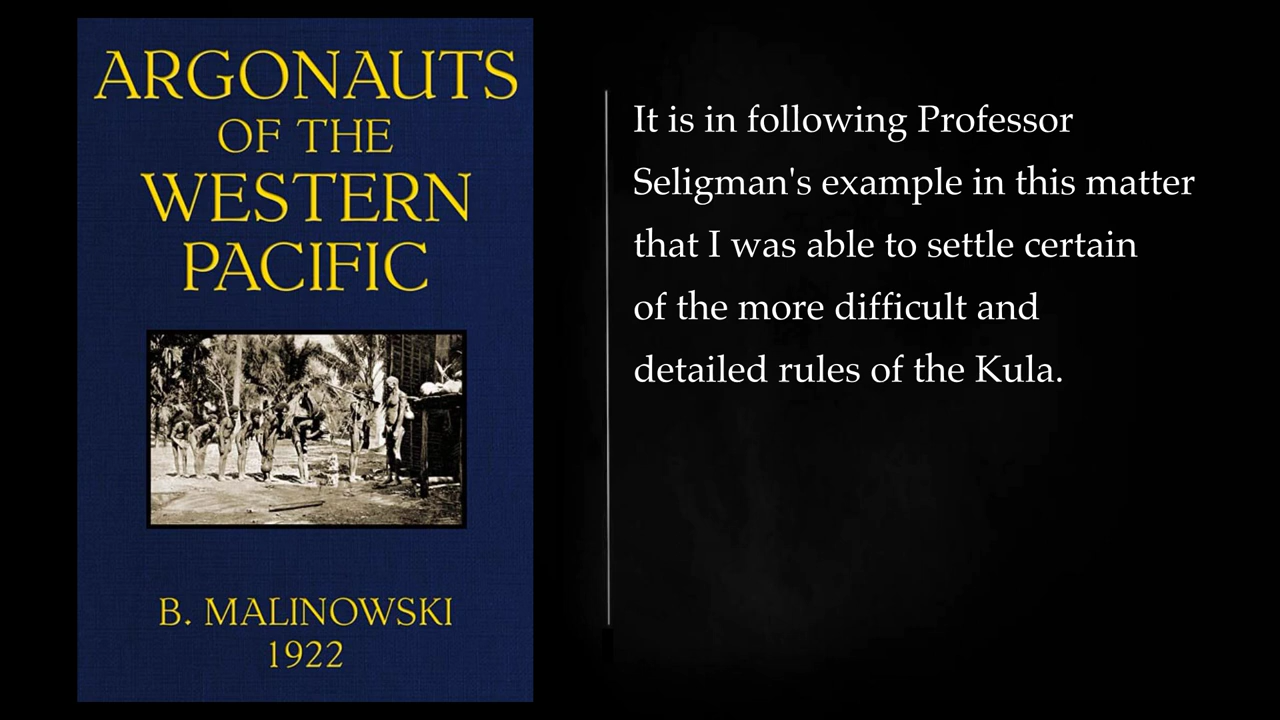 ARGONAUTS
OF THE
WESTERN
PACIFIC
B. MALINOWSKI
1922
It is in following Professor
Seligman's example in this matter
that I was able to settle certain
of the more difficult and
detailed rules of the Kula.